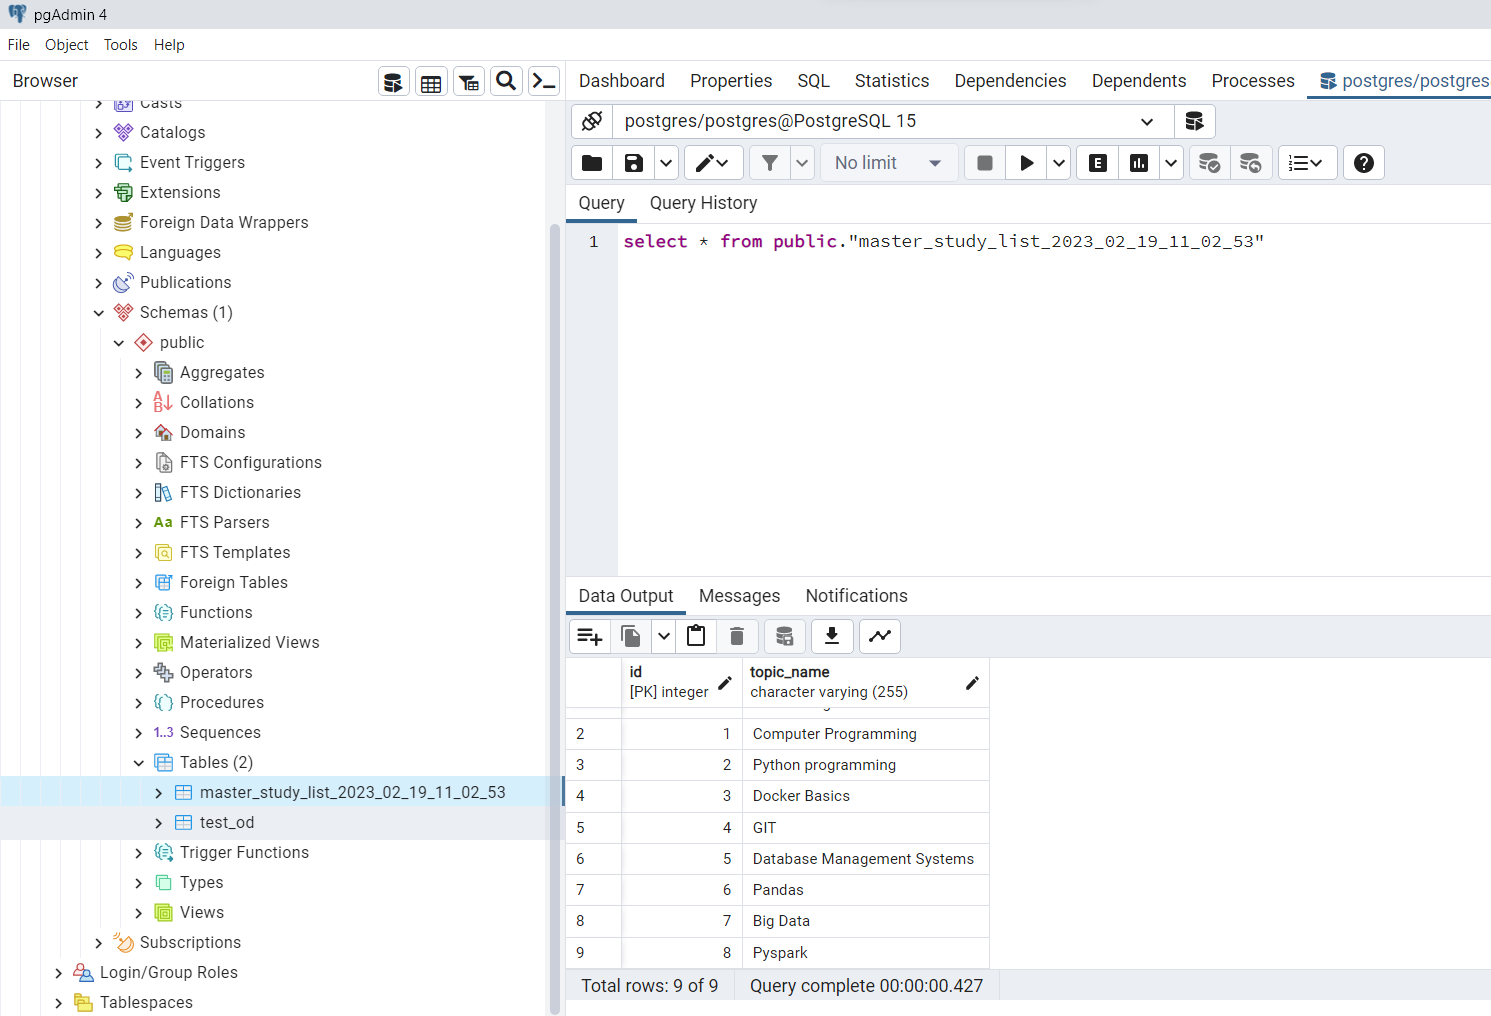 pgAdmin 4
File Object Tools Help
Browser
Dashboard Properties SQL Statistics Dependencies Dependents Processes postgres/postgres
Casts
Catalogs
Event Triggers
Extensions
Foreign Data Wrappers
Languages
Publications
Schemas (1)
public
Aggregates
Collations
Domains
FTS Configurations
FTS Dictionaries
Aa FTS Parsers
FTS Templates
Foreign Tables
Functions
Materialized Views
Operators
Procedures
1..3 Sequences
Tables (2)
master_study_list_2023_02_19_11_02_53
test_od
Trigger Functions
Types
Views
Subscriptions
Login/Group Roles
Tablespaces
postgres/postgres@PostgreSQL 15
No limit
E
Query Query History
1 select * from public."master_study_list_2023_02_19_11_02_53"
Data Output Messages Notifications
id topic_name
[PK] integer character varying (255)
2 1 Computer Programming
3 2 Python programming
4 3 Docker Basics
5 4 GIT
6 5 Database Management Systems
7 6 Pandas
8 7 Big Data
9 8 Pyspark
Total rows: 9 of 9 Query complete 00:00:00.427